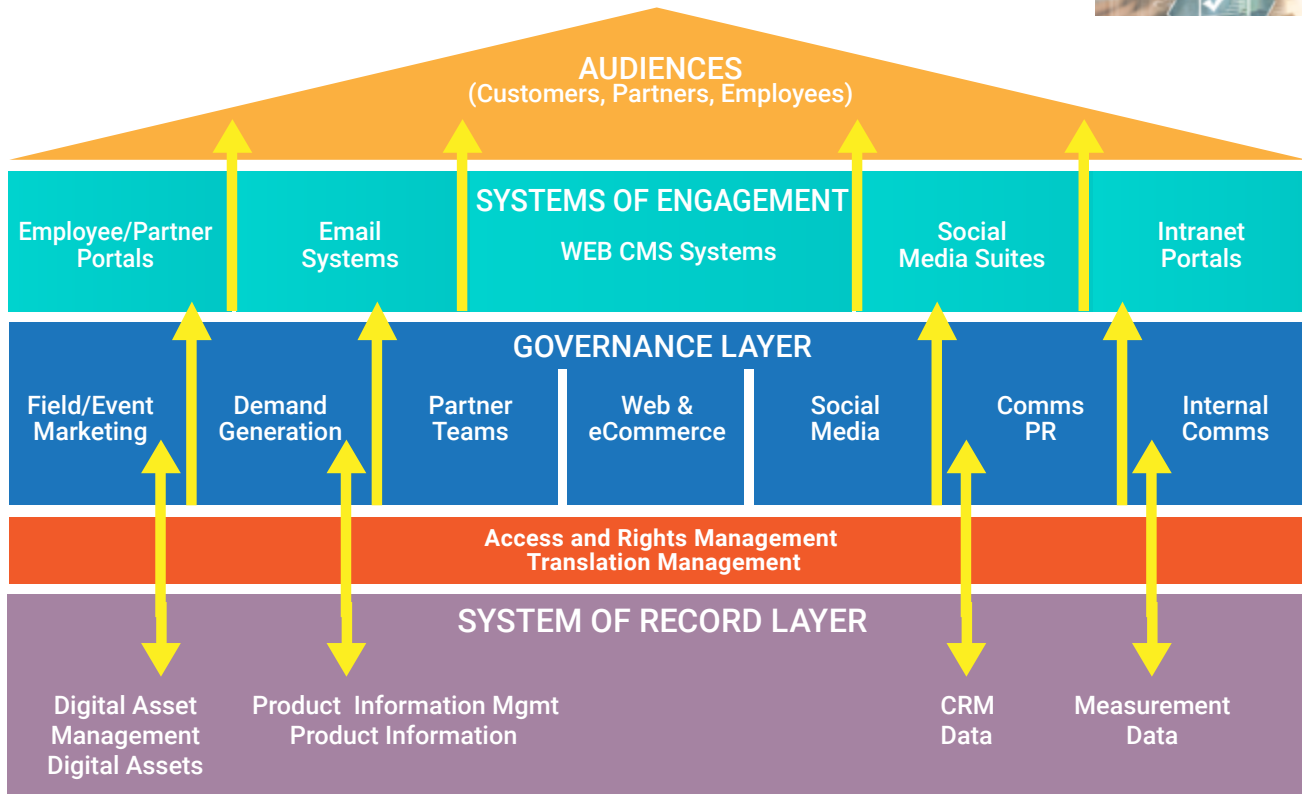 AUDIENCES
(Customers, Partners, Employees)
SYSTEMS OF ENGAGEMENT
Employee/Partner
Portals
Email
Systems
WEB CMS Systems
Social
Media Suites
Intranet
Portals
GOVERNANCE LAYER
Field/Event
Marketing
Demand
Generation
Partner
Teams
Web &
eCommerce
Social
Media
Comms
PR
Internal
Comms
Access and Rights Management
Translation Management
SYSTEM OF RECORD LAYER
Digital Asset
Management
Digital Assets
Product Information Mgmt
Product Information
CRM
Data
Measurement
Data